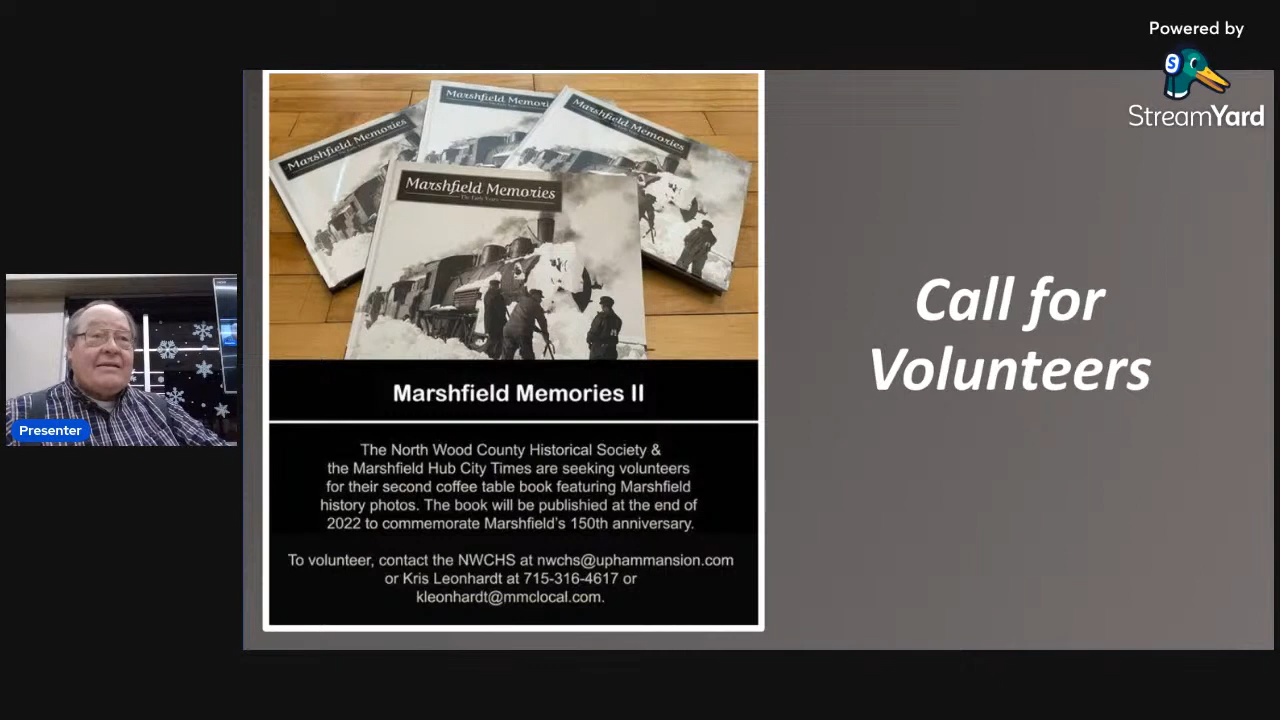 Powered by
StreamYard
Marshfield Memories
Marshfield Memori
Marshfield Memories
Marshfield Memories
The Early Years
Call for
Volunteers
Marshfield Memories II
The North Wood County Historical Society &
the Marshfield Hub City Times are seeking volunteers
for their second coffee table book featuring Marshfield
history photos. The book will be publishied at the end of
2022 to commemorate Marshfield's 150th anniversary.
To volunteer, contact the NWCHS at nwchs@uphammansion.com
or Kris Leonhardt at 715-316-4617 or
kleonhardt@mmclocal.com.
Presenter